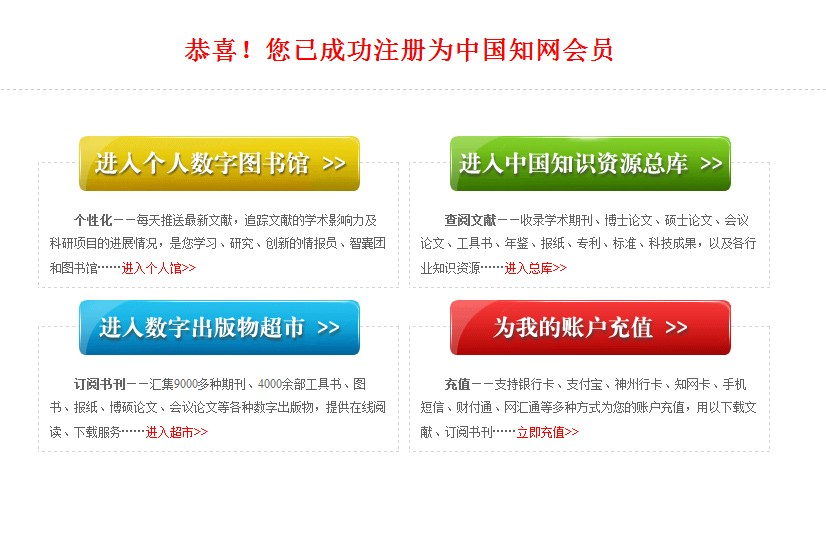 恭喜！您已成功注册为中国知网会员
进入个人数字图书馆 >>
个性化——每天推送最新文献，追踪文献的学术影响力及
科研项目的进展情况，是您学习、研究、创新的情报员、智囊团
和图书馆……进入个人馆>>
进入中国知识资源总库 >>
查阅文献——收录学术期刊、博士论文、硕士论文、会议
论文、工具书、年鉴、报纸、专利、标准、科技成果，以及各行
业知识资源……进入总库>>
进入数字出版物超市 >>
订阅书刊——汇集9000多种期刊、4000余部工具书、图
书、报纸、博硕论文、会议论文等各种数字出版物，提供在线阅
读、下载服务……进入超市>>
为我的账户充值 >>
充值——支持银行卡、支付宝、神州行卡、知网卡、手机
短信、财付通、网汇通等多种方式为您的账户充值，用以下载文
献、订阅书刊……立即充值>>